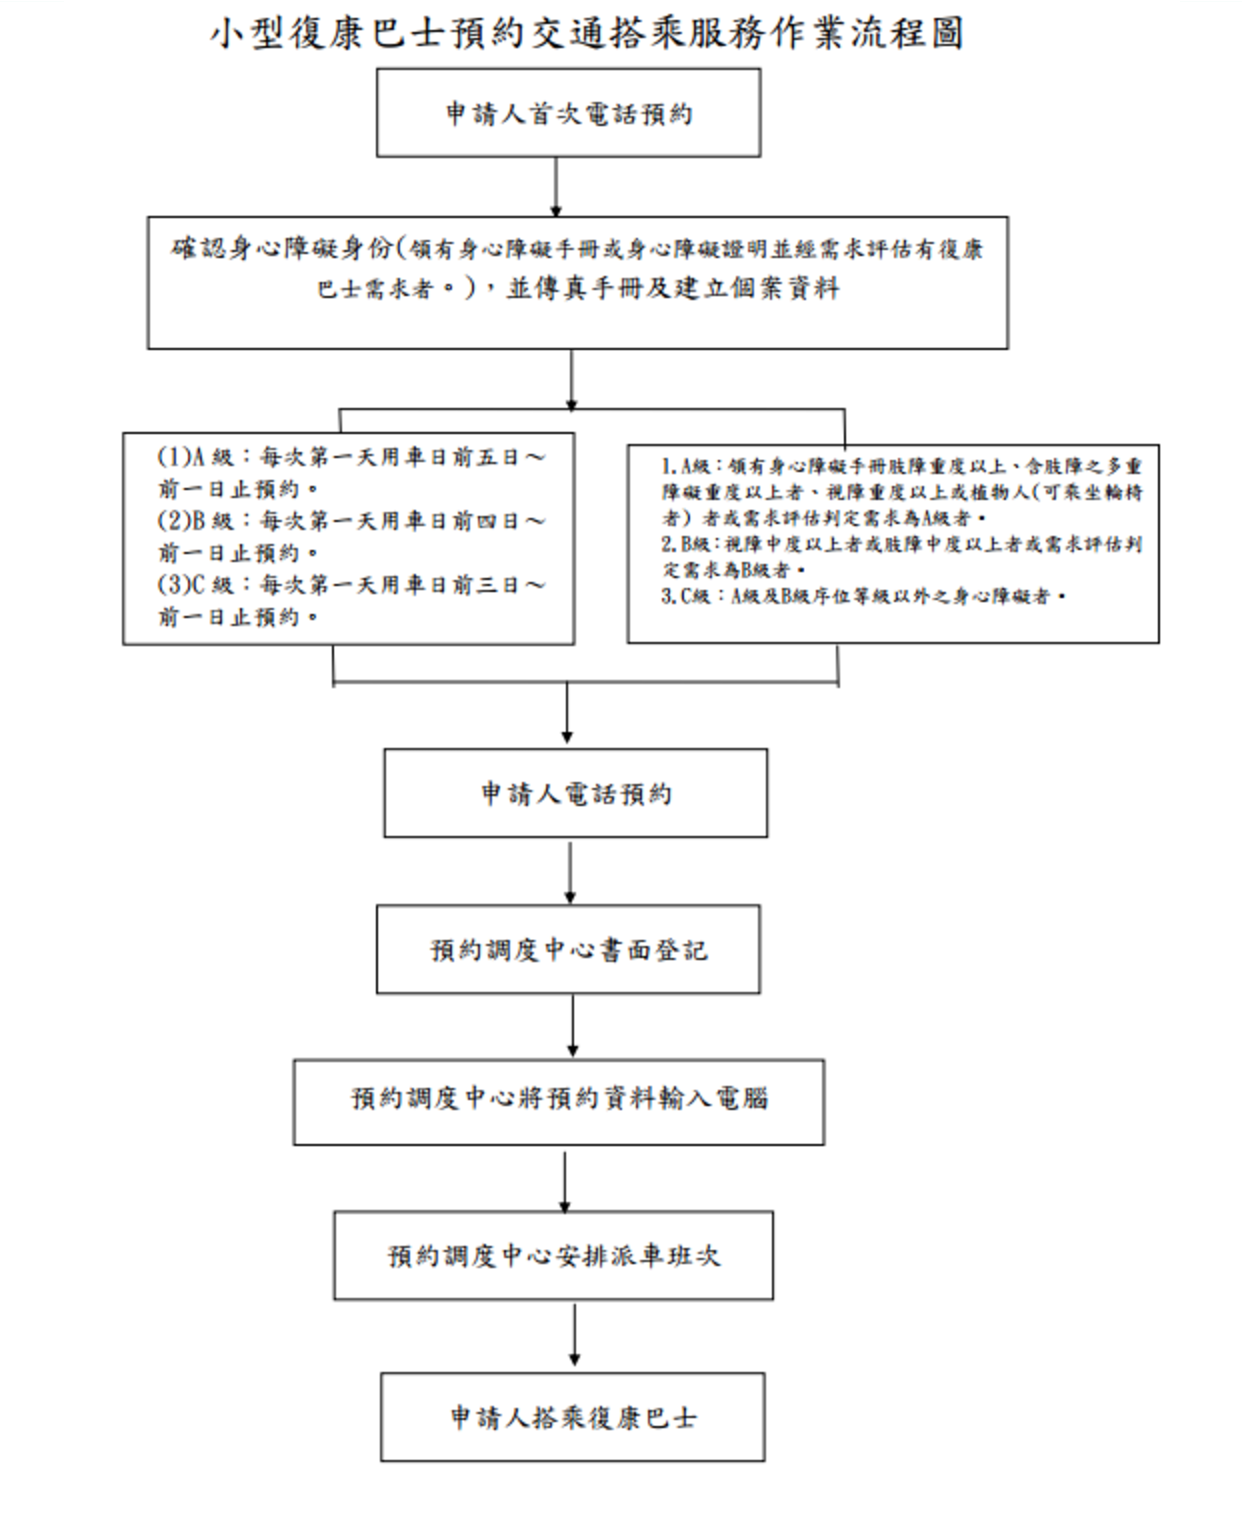 小型復康巴士預約交通搭乘服務作業流程圖
申請人首次電話預約
確認身心障礙身份(領有身心障礙手冊或身心障礙證明並經需求評估有復康
巴士需求者。)，並傳真手冊及建立個案資料
(1)A 級：每次第一天用車日前五日～
前一日止預約。
(2)B 級：每次第一天用車日前四日～
前一日止預約。
(3)C 級：每次第一天用車日前三日～
前一日止預約。
1.A級：領有身心障礙手冊肢障重度以上、含肢障之多重
障礙重度以上者、視障重度以上或植物人(可乘坐輪椅
者) 者或需求評估判定需求為A級者。
2.B級:視障中度以上者或肢障中度以上者或需求評估判
定需求為B級者。
3.C級：A級及B級序位等級以外之身心障礙者。
申請人電話預約
預約調度中心書面登記
預約調度中心將預約資料輸入電腦
預約調度中心安排派車班次
申請人搭乘復康巴士